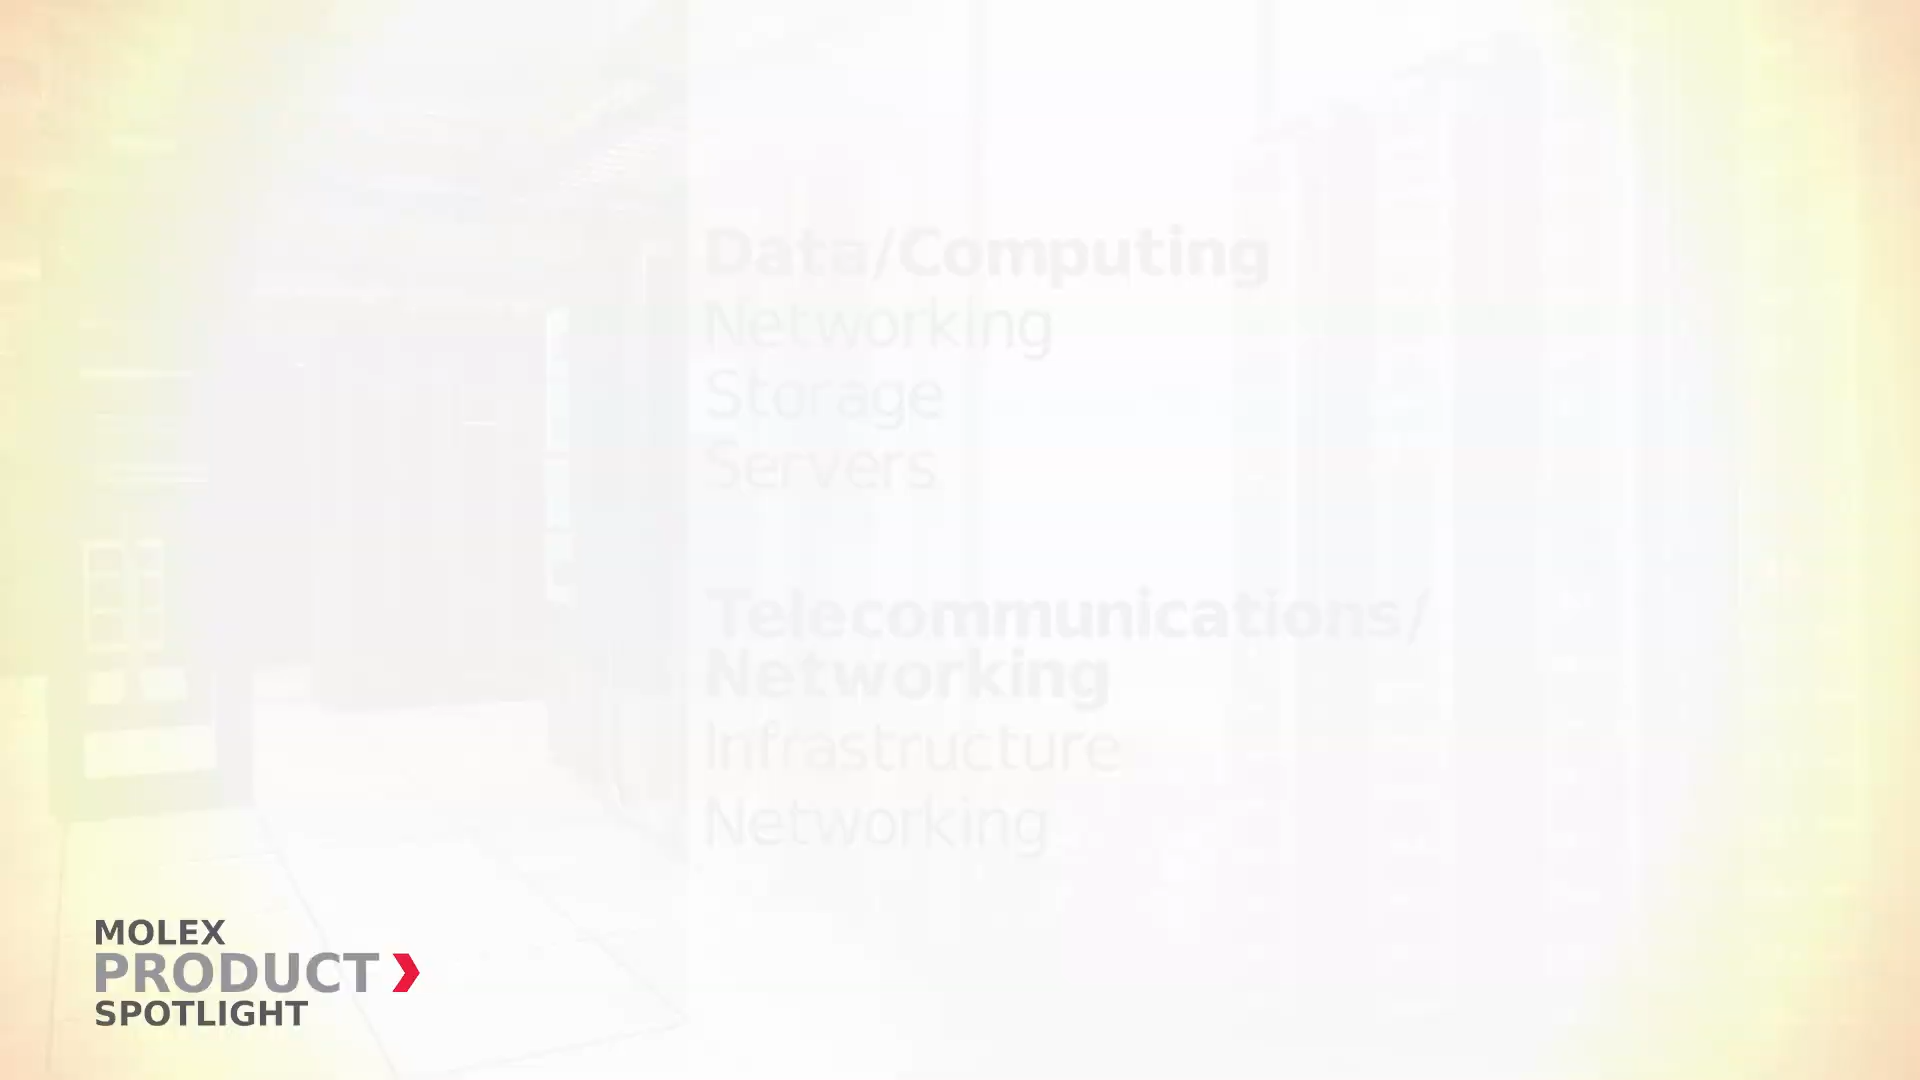 Data/Computing
Networking
Storage
Servers
Telecommunications/
Networking
Infrastructure
Networking
MOLEX
PRODUCT
SPOTLIGHT